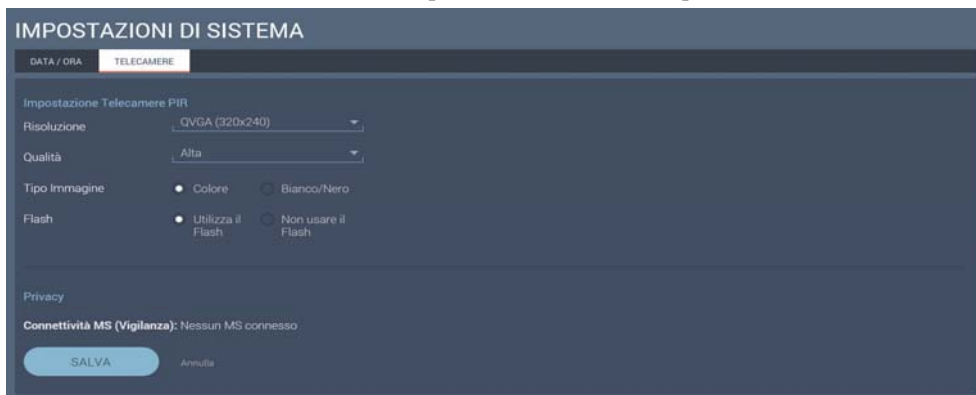 IMPOSTAZIONI DI SISTEMA
DATA / ORA TELECAMERE
Impostazione Telecamere PIR
Risoluzione QVGA (320x240)
Qualità Alta
Tipo Immagine Colore Bianco/Nero
Flash Utilizza il Non usare il
Flash Flash
Privacy
Connettività MS (Vigilanza): Nessun MS connesso
SALVA Annulla